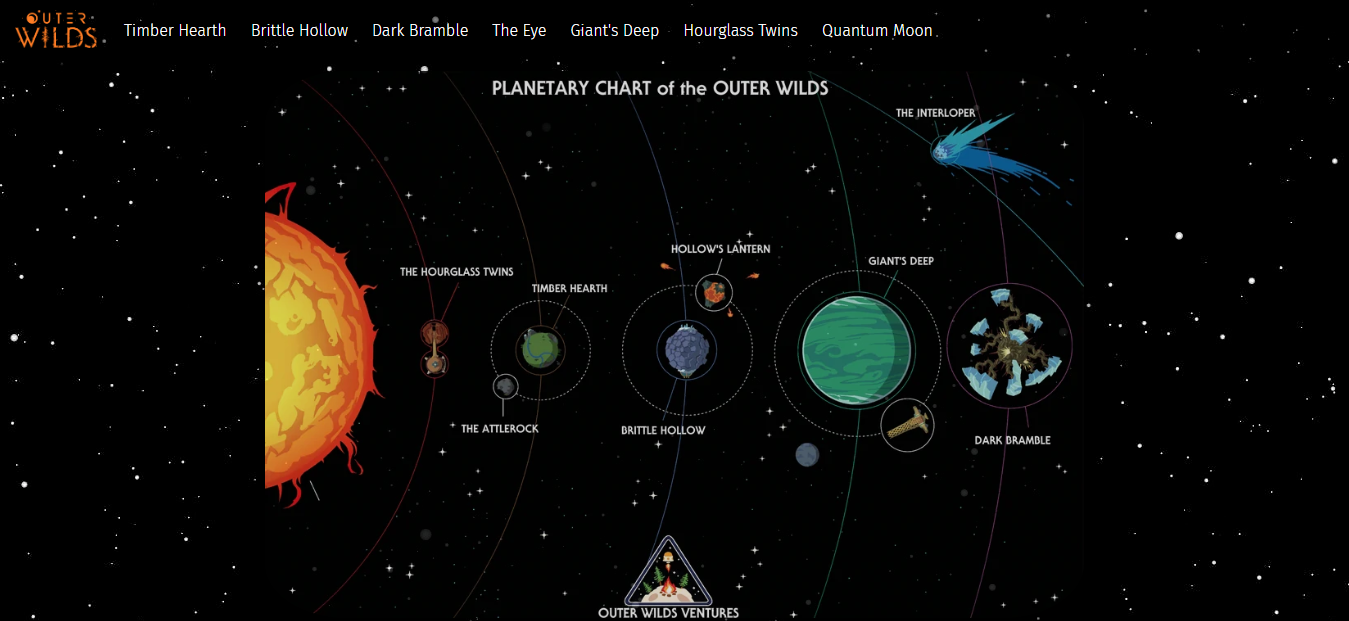 OUTER
WILDS
Timber Hearth Brittle Hollow Dark Bramble The Eye Giant's Deep Hourglass Twins Quantum Moon
PLANETARY CHART of the OUTER WILDS
THE INTERLOPER
HOLLOW'S LANTERN
GIANT'S DEEP
THE HOURGLASS TWINS
TIMBER HEARTH
THE ATTLEROCK
BRITTLE HOLLOW
DARK BRAMBLE
OUTER WILDS VENTURES